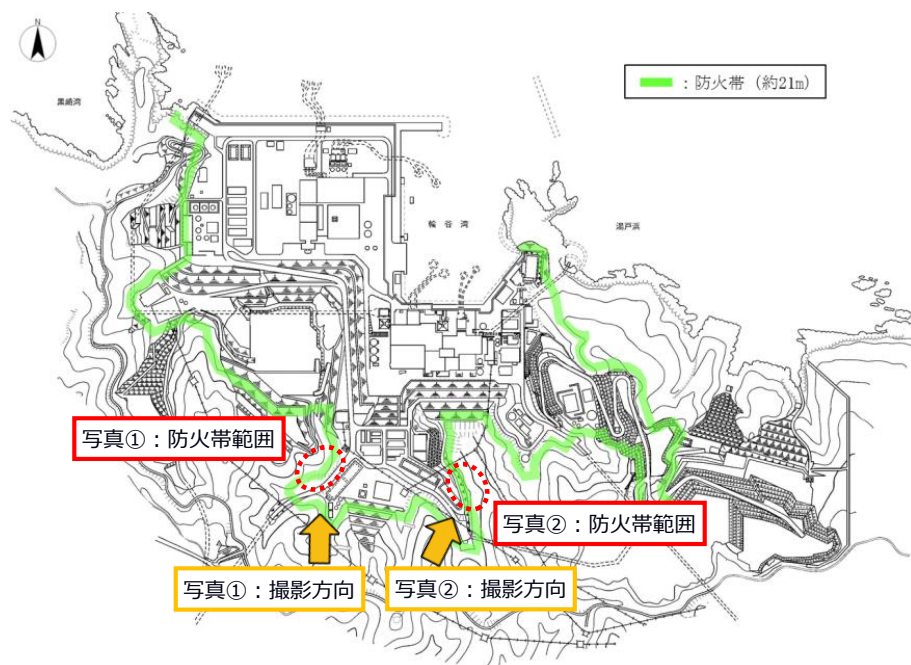 N
黒崎湾
：防火帯（約21m）
輪谷湾
湯戸浜
写真①：防火帯範囲
写真②：防火帯範囲
写真①：撮影方向
写真②：撮影方向